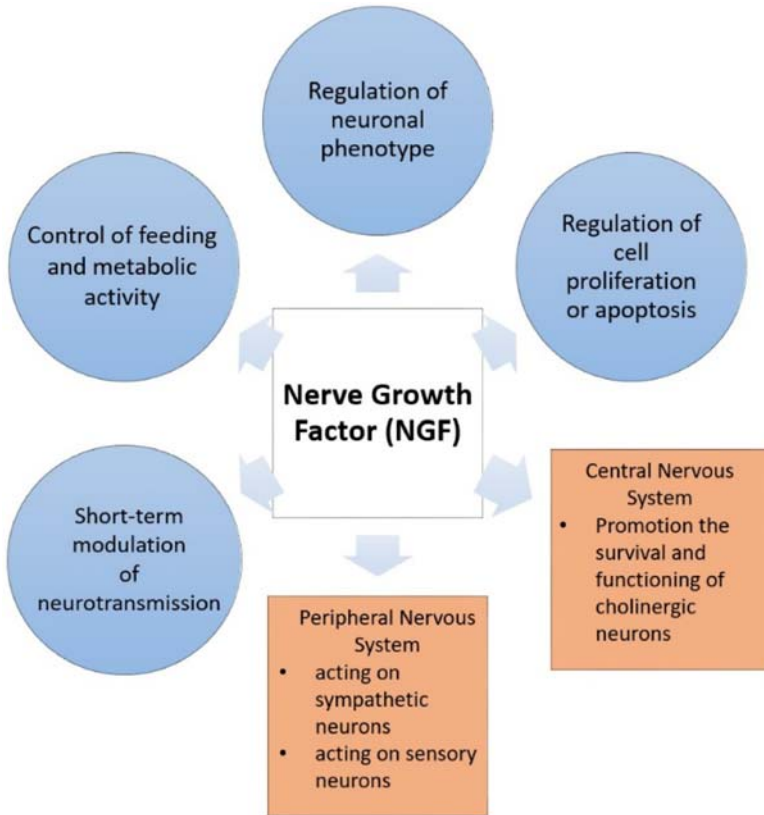 Regulation of
neuronal
phenotype
Control of feeding
and metabolic
activity
Regulation of
cell
proliferation
or apoptosis
Nerve Growth
Factor (NGF)
Short-term
modulation
of
neurotransmission
Central Nervous
System
• Promotion the
survival and
functioning of
cholinergic
neurons
Peripheral Nervous
System
• acting on
sympathetic
neurons
• acting on sensory
neurons